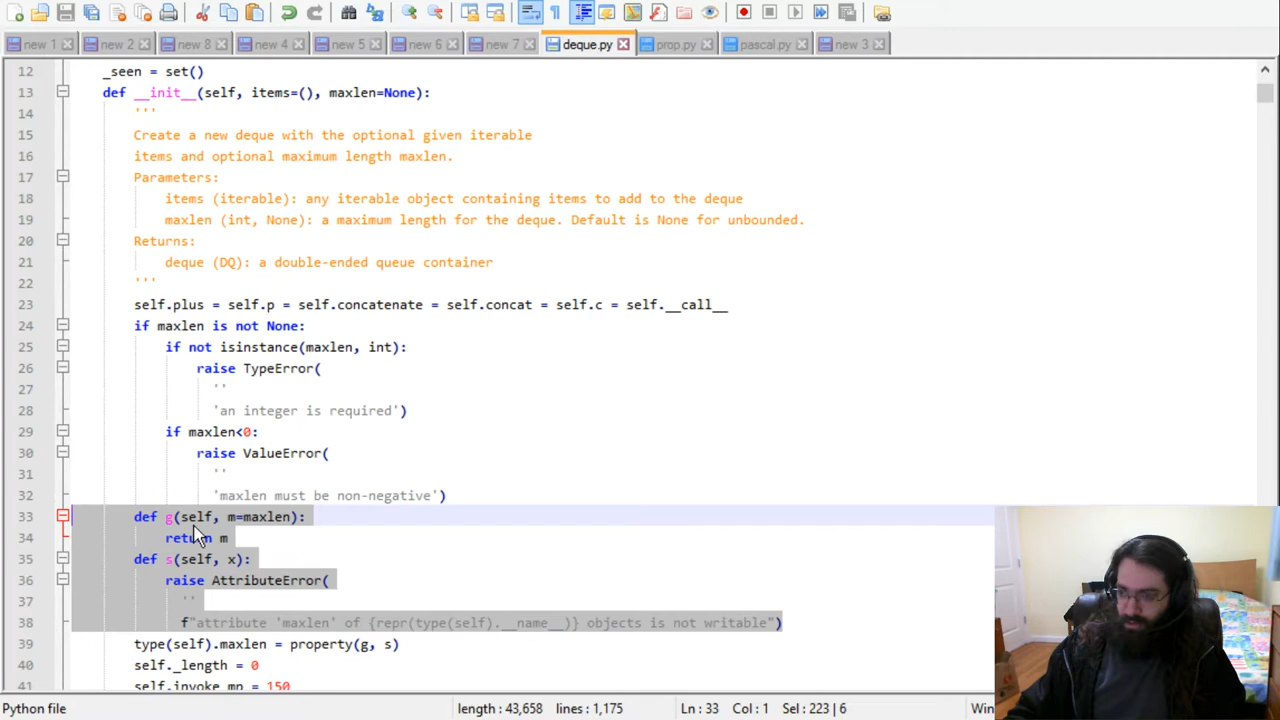 new 1
new 2
new 8
new 4
new 5
new 6
new 7
deque.py
prop.py
pascal.py
new 3
12 _seen = set()
13 def __init__(self, items=(), maxlen=None):
14 '''
15 Create a new deque with the optional given iterable
16 items and optional maximum length maxlen.
17 Parameters:
18 items (iterable): any iterable object containing items to add to the deque
19 maxlen (int, None): a maximum length for the deque. Default is None for unbounded.
20 Returns:
21 deque (DQ): a double-ended queue container
22 '''
23 self.plus = self.p = self.concatenate = self.concat = self.c = self.__call__
24 if maxlen is not None:
25 if not isinstance(maxlen, int):
26 raise TypeError(
27 ''
28 'an integer is required')
29 if maxlen<0:
30 raise ValueError(
31 ''
32 'maxlen must be non-negative')
33 def g(self, m=maxlen):
34 return m
35 def s(self, x):
36 raise AttributeError(
37 ''
38 f"attribute 'maxlen' of {repr(type(self).__name__)} objects is not writable")
39 type(self).maxlen = property(g, s)
40 self._length = 0
41 self.invoke_mp = 150
Python file
length : 43,658 lines : 1,175
Ln : 33 Col : 1 Sel : 223 | 6
Win